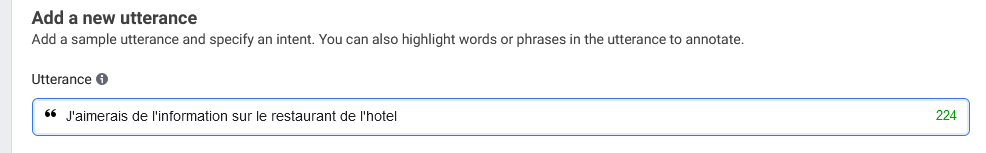 Add a new utterance
Add a sample utterance and specify an intent. You can also highlight words or phrases in the utterance to annotate.
Utterance
❝ J'aimerais de l'information sur le restaurant de l'hotel 224